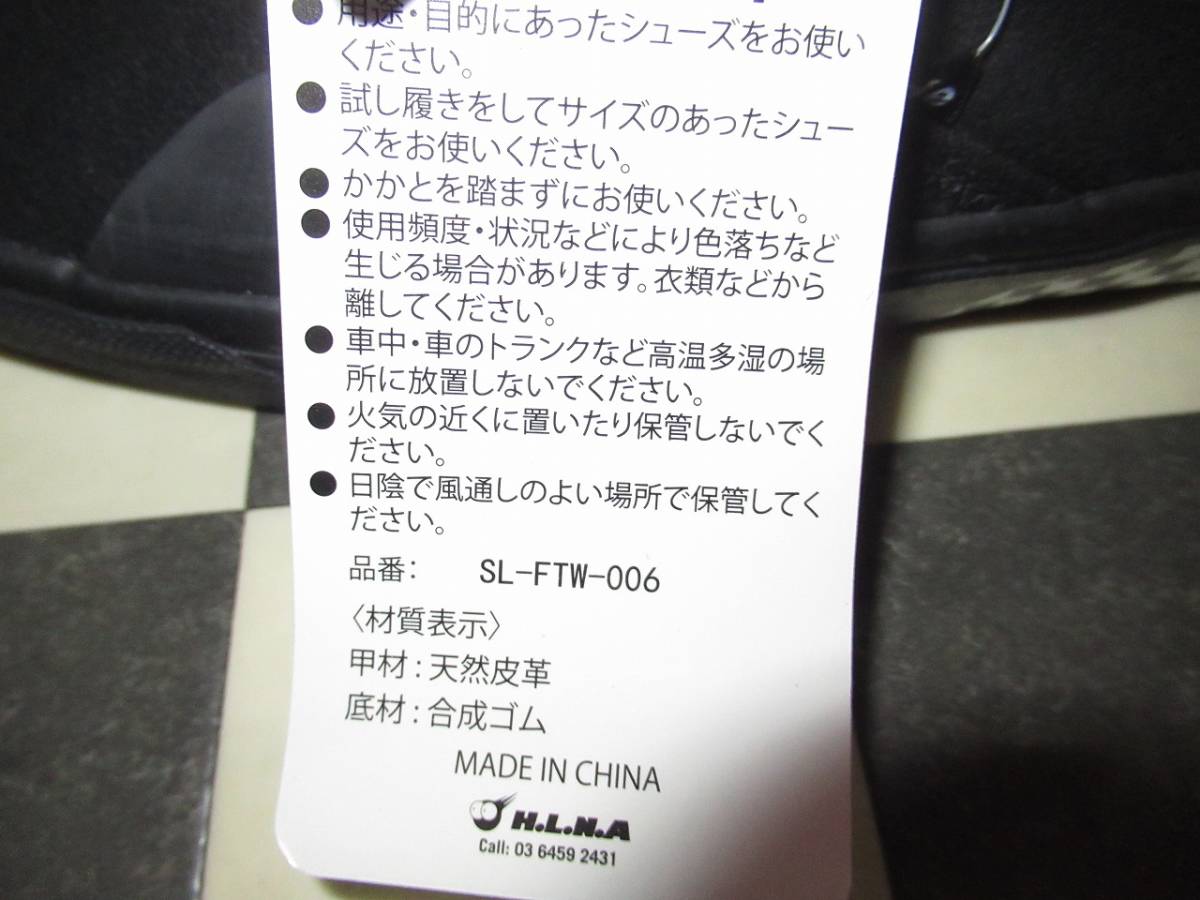 ●用途・目的にあったシューズをお使い
ください。
●試し履きをしてサイズのあったシュー
ズをお使いください。
●かかとを踏まずにお使いください。
●使用頻度・状況などにより色落ちなど
生じる場合があります。衣類などから
離してください。
●車中・車のトランクなど高温多湿の場
所に放置しないでください。
●火気の近くに置いたり保管しないでく
ださい。
●日陰で風通しのよい場所で保管してく
ださい。
品番: SL-FTW-006
〈材質表示〉
甲材:天然皮革
底材:合成ゴム
MADE IN CHINA
H.L.N.A
Call: 03 6459 2431